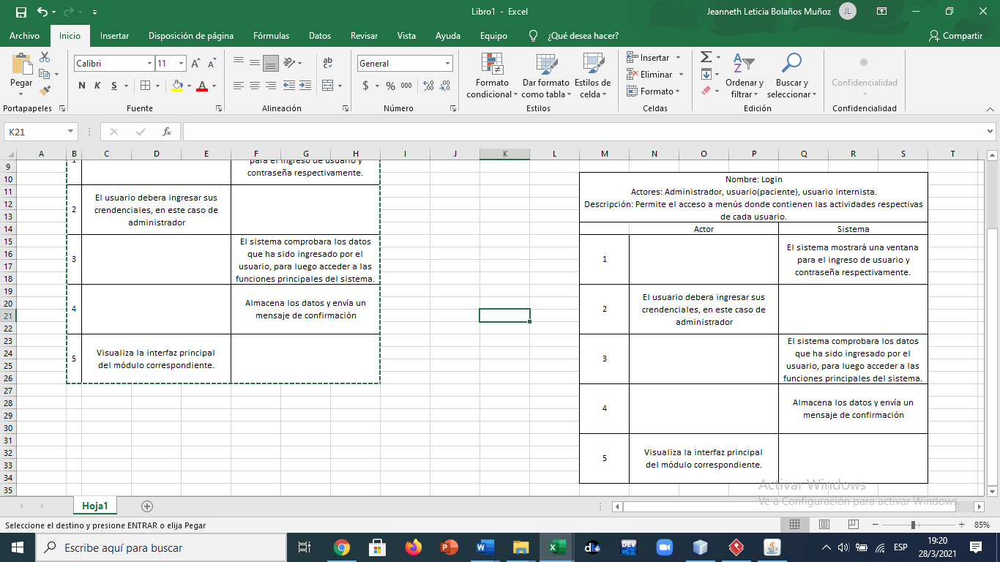 Libro1 - Excel
Jeanneth Leticia Bolaños Muñoz
JL
Archivo Inicio Insertar Disposición de página Fórmulas Datos Revisar Vista Ayuda Equipo ¿Qué desea hacer? Compartir
Pegar
Portapapeles
Calibri 11
N K S
Fuente
ab
Alineación
General
$ % 000
Número
Formato condicional
Dar formato como tabla
Estilos de celda
Estilos
Insertar
Eliminar
Formato
Celdas
Ordenar y filtrar
Buscar y seleccionar
Edición
Confidencialidad
Confidencialidad
K21
fx
A B C D E F G H I J K L M N O P Q R S T
9
10
11
12
13
14
15
16
17
18
19
20
21
22
23
24
25
26
27
28
29
30
31
32
33
34
35
1
para el ingreso de usuario y
contraseña respectivamente.
2
El usuario debera ingresar sus
crendenciales, en este caso de
administrador
3
El sistema comprobara los datos
que ha sido ingresado por el
usuario, para luego acceder a las
funciones principales del sistema.
4
Almacena los datos y envía un
mensaje de confirmación
5
Visualiza la interfaz principal
del módulo correspondiente.
Nombre: Login
Actores: Administrador, usuario(paciente), usuario internista.
Descripción: Permite el acceso a menús donde contienen las actividades respectivas
de cada usuario.
Actor Sistema
1
El sistema mostrará una ventana
para el ingreso de usuario y
contraseña respectivamente.
2
El usuario debera ingresar sus
crendenciales, en este caso de
administrador
3
El sistema comprobara los datos
que ha sido ingresado por el
usuario, para luego acceder a las
funciones principales del sistema.
4
Almacena los datos y envía un
mensaje de confirmación
5
Visualiza la interfaz principal
del módulo correspondiente.
Activar Windows
Ve a Configuración para activar Windows.
Hoja1
Seleccione el destino y presione ENTRAR o elija Pegar
85%
Escribe aquí para buscar
DEV
ESP
19:20
28/3/2021